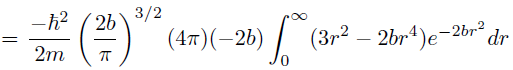 = \frac{-\hbar^2}{2m} \left( \frac{2b}{\pi} \right)^{3/2} (4\pi)(-2b) \int_0^\infty (3r^2 - 2br^4)e^{-2br^2} dr